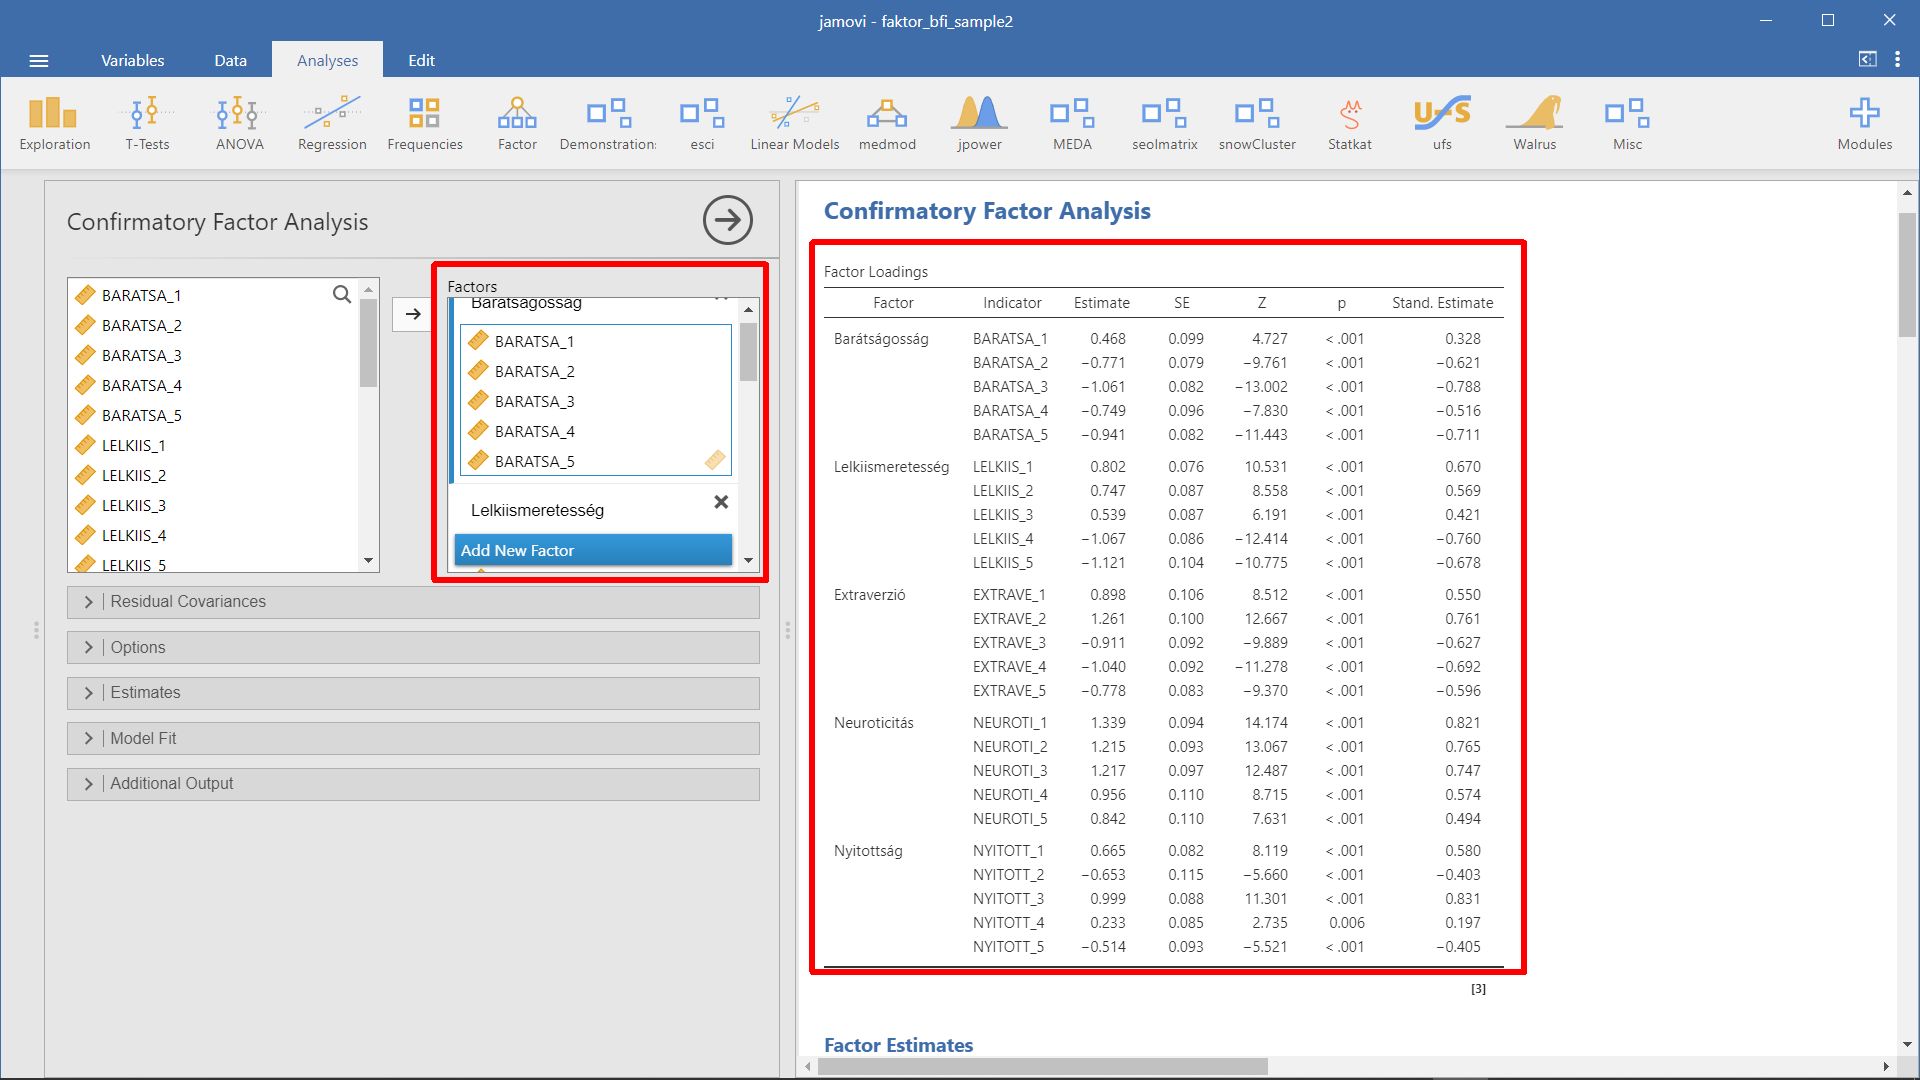 jamovi - faktor_bfi_sample2
Variables Data Analyses Edit
Exploration T-Tests ANOVA Regression Frequencies Factor Demonstrations esci Linear Models medmod jpower MEDA seolmatrix snowCluster Statkat ufs Walrus Misc Modules
Confirmatory Factor Analysis
BARATSA_1
BARATSA_2
BARATSA_3
BARATSA_4
BARATSA_5
LELKIIS_1
LELKIIS_2
LELKIIS_3
LELKIIS_4
LELKIIS_5
Factors
Barátságosság
BARATSA_1
BARATSA_2
BARATSA_3
BARATSA_4
BARATSA_5
Lelkiismeretesség
Add New Factor
Residual Covariances
Options
Estimates
Model Fit
Additional Output
Confirmatory Factor Analysis
Factor Loadings
Factor Indicator Estimate SE Z p Stand. Estimate
Barátságosság BARATSA_1 0.468 0.099 4.727 < .001 0.328
BARATSA_2 −0.771 0.079 −9.761 < .001 −0.621
BARATSA_3 −1.061 0.082 −13.002 < .001 −0.788
BARATSA_4 −0.749 0.096 −7.830 < .001 −0.516
BARATSA_5 −0.941 0.082 −11.443 < .001 −0.711
Lelkiismeretesség LELKIIS_1 0.802 0.076 10.531 < .001 0.670
LELKIIS_2 0.747 0.087 8.558 < .001 0.569
LELKIIS_3 0.539 0.087 6.191 < .001 0.421
LELKIIS_4 −1.067 0.086 −12.414 < .001 −0.760
LELKIIS_5 −1.121 0.104 −10.775 < .001 −0.678
Extraverzió EXTRAVE_1 0.898 0.106 8.512 < .001 0.550
EXTRAVE_2 1.261 0.100 12.667 < .001 0.761
EXTRAVE_3 −0.911 0.092 −9.889 < .001 −0.627
EXTRAVE_4 −1.040 0.092 −11.278 < .001 −0.692
EXTRAVE_5 −0.778 0.083 −9.370 < .001 −0.596
Neuroticitás NEUROTI_1 1.339 0.094 14.174 < .001 0.821
NEUROTI_2 1.215 0.093 13.067 < .001 0.765
NEUROTI_3 1.217 0.097 12.487 < .001 0.747
NEUROTI_4 0.956 0.110 8.715 < .001 0.574
NEUROTI_5 0.842 0.110 7.631 < .001 0.494
Nyitottság NYITOTT_1 0.665 0.082 8.119 < .001 0.580
NYITOTT_2 −0.653 0.115 −5.660 < .001 −0.403
NYITOTT_3 0.999 0.088 11.301 < .001 0.831
NYITOTT_4 0.233 0.085 2.735 0.006 0.197
NYITOTT_5 −0.514 0.093 −5.521 < .001 −0.405
[3]
Factor Estimates